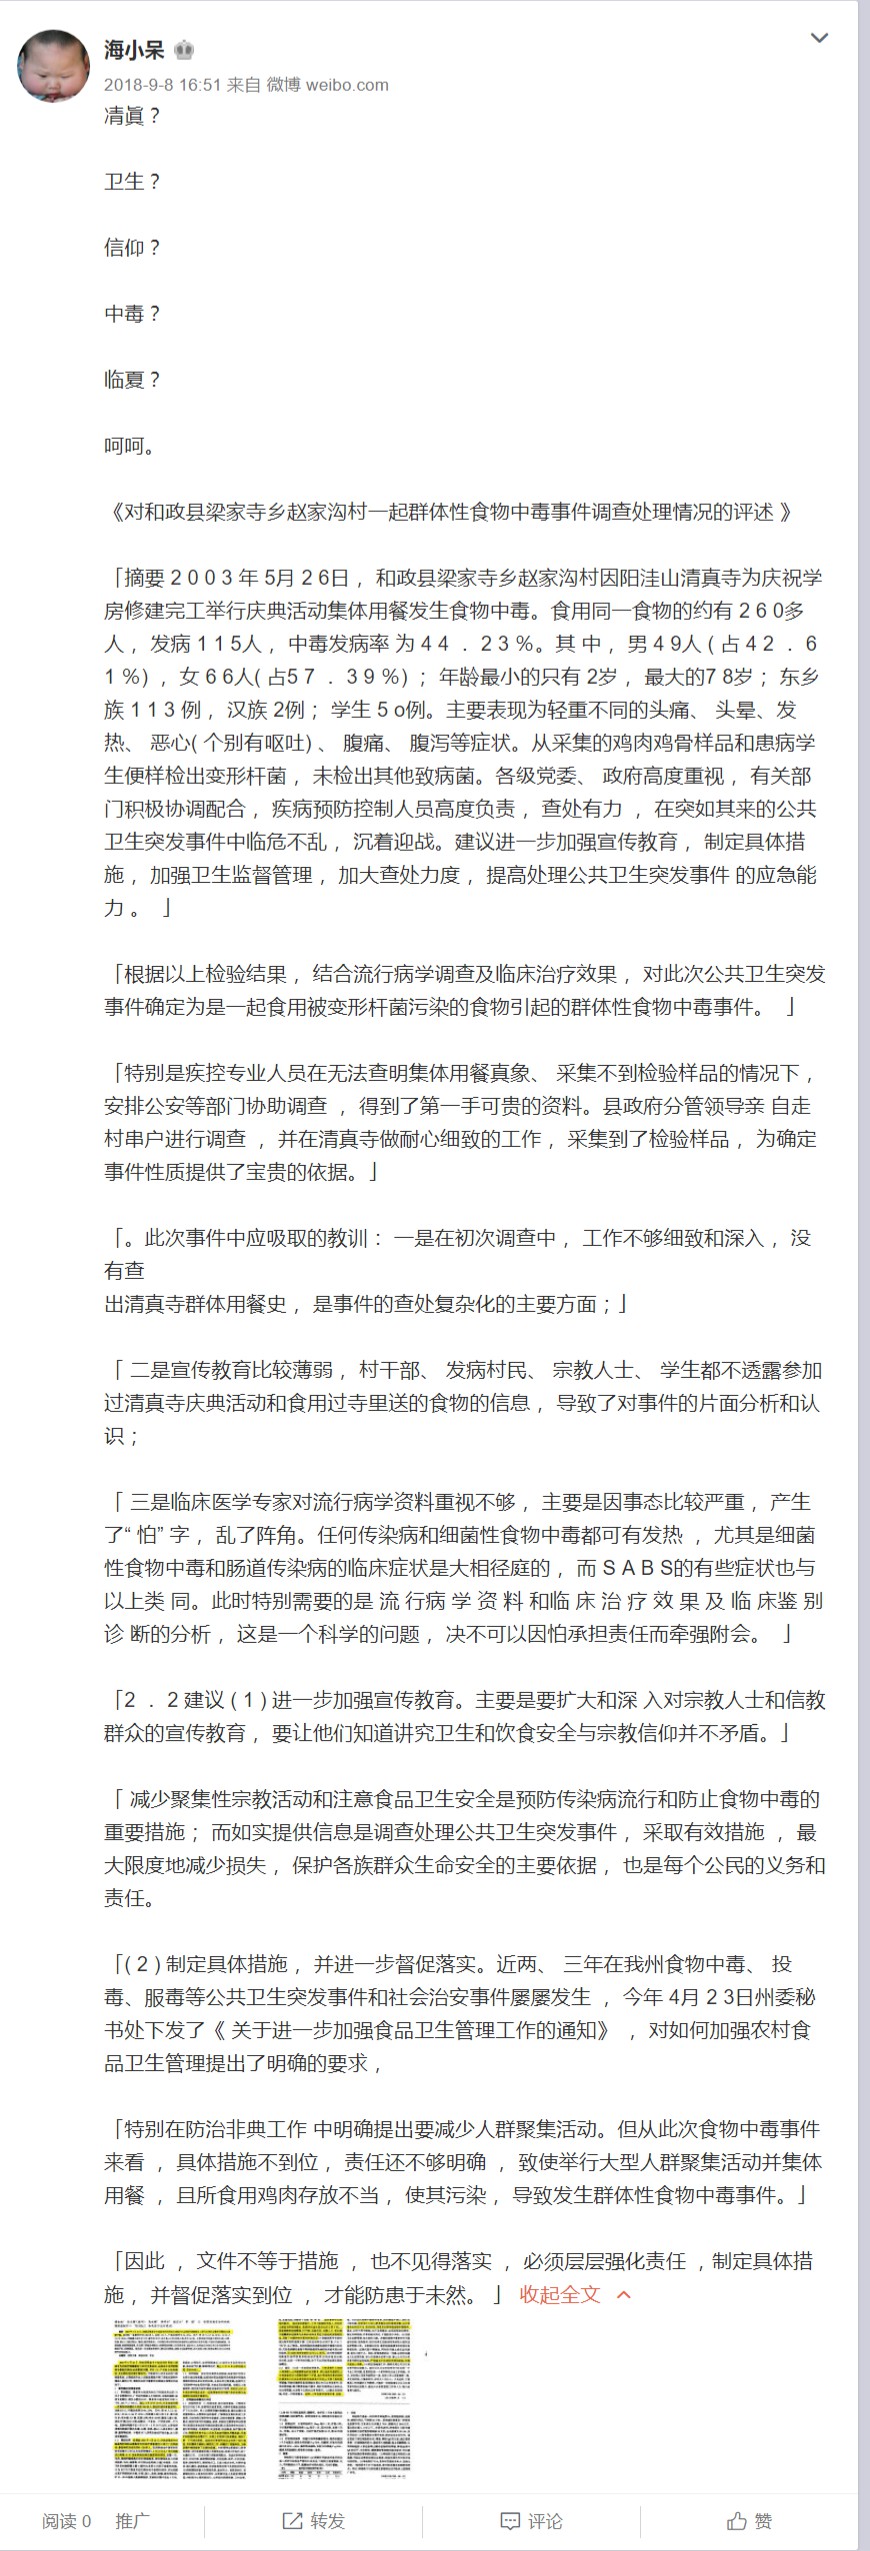 海小呆
2018-9-8 16:51 来自 微博 weibo.com
凊眞？
卫生？
信仰？
中毒？
临夏？
呵呵。
《对和政县梁家寺乡赵家沟村一起群体性食物中毒事件调查处理情况的评述 》
「摘要 2 0 0 3 年 5月 2 6日 ，和政县梁家寺乡赵家沟村因阳洼山清真寺为庆祝学
房修建完工举行庆典活动集体用餐发生食物中毒。食用同一食物的约有 2 6 0多
人 ，发病 1 1 5人 ，中毒发病率 为 4 4 ．2 3 %。其 中 ，男 4 9人 ( 占4 2 ．6
1 %) ，女 6 6人( 占5 7 ．3 9 %) ；年龄最小的只有 2岁 ，最大的7 8岁 ；东乡
族 1 1 3 例 ，汉族 2例 ；学生 5 o例。主要表现为轻重不同的头痛、 头晕、发
热、 恶心( 个别有呕吐) 、 腹痛、 腹泻等症状。从采集的鸡肉鸡骨样品和患病学
生便样检出变形杆菌 ，未检出其他致病菌。各级党委、 政府高度重视 ，有关部
门积极协调配合 ，疾病预防控制人员高度负责 ，查处有力 ，在突如其来的公共
卫生突发事件中临危不乱 ，沉着迎战。建议进一步加强宣传教育 ，制定具体措
施 ，加强卫生监督管理 ，加大查处力度 ，提高处理公共卫生突发事件 的应急能
力 。 」
「根据以上检验结果 ，结合流行病学调查及临床治疗效果 ，对此次公共卫生突发
事件确定为是一起食用被变形杆菌污染的食物引起的群体性食物中毒事件。 」
「特别是疾控专业人员在无法查明集体用餐真象、 采集不到检验样品的情况下 ，
安排公安等部门协助调查 ，得到了第一手可贵的资料。县政府分管领导亲 自走
村串户进行调查 ，并在清真寺做耐心细致的工作 ，采集到了检验样品 ，为确定
事件性质提供了宝贵的依据。」
「。此次事件中应吸取的教训 ：一是在初次调查中 ，工作不够细致和深入 ，没
有查
出清真寺群体用餐史 ，是事件的查处复杂化的主要方面 ；」
「 二是宣传教育比较薄弱 ，村干部、 发病村民、 宗教人士、 学生都不透露参加
过清真寺庆典活动和食用过寺里送的食物的信息 ，导致了对事件的片面分析和认
识 ；
「 三是临床医学专家对流行病学资料重视不够 ，主要是因事态比较严重 ，产生
了“ 怕” 字 ，乱了阵角。任何传染病和细菌性食物中毒都可有发热 ，尤其是细菌
性食物中毒和肠道传染病的临床症状是大相径庭的 ，而 S A B S的有些症状也与
以上类 同。此时特别需要的是 流 行病 学 资 料 和临 床 治 疗 效 果 及 临 床鉴 别
诊 断的分析 ，这是一个科学的问题 ，决不可以因怕承担责任而牵强附会。 」
「2 ．2 建议 ( 1 ) 进一步加强宣传教育。主要是要扩大和深 入对宗教人士和信教
群众的宣传教育 ，要让他们知道讲究卫生和饮食安全与宗教信仰并不矛盾。」
「 减少聚集性宗教活动和注意食品卫生安全是预防传染病流行和防止食物中毒的
重要措施 ；而如实提供信息是调查处理公共卫生突发事件 ，采取有效措施 ，最
大限度地减少损失 ，保护各族群众生命安全的主要依据 ，也是每个公民的义务和
责任。
「( 2 ) 制定具体措施 ，并进一步督促落实。近两、 三年在我州食物中毒、 投
毒、服毒等公共卫生突发事件和社会治安事件屡屡发生 ，今年 4月 2 3日州委秘
书处下发了《 关于进一步加强食品卫生管理工作的通知》 ，对如何加强农村食
品卫生管理提出了明确的要求 ，
「特别在防治非典工作 中明确提出要减少人群聚集活动。但从此次食物中毒事件
来看 ，具体措施不到位 ，责任还不够明确 ，致使举行大型人群聚集活动并集体
用餐 ，且所食用鸡肉存放不当 ，使其污染 ，导致发生群体性食物中毒事件。」
「因此 ，文件不等于措施 ，也不见得落实 ，必须层层强化责任 ，制定具体措
施 ，并督促落实到位 ，才能防患于未然。 」 收起全文
阅读 0 推广 转发 评论 赞